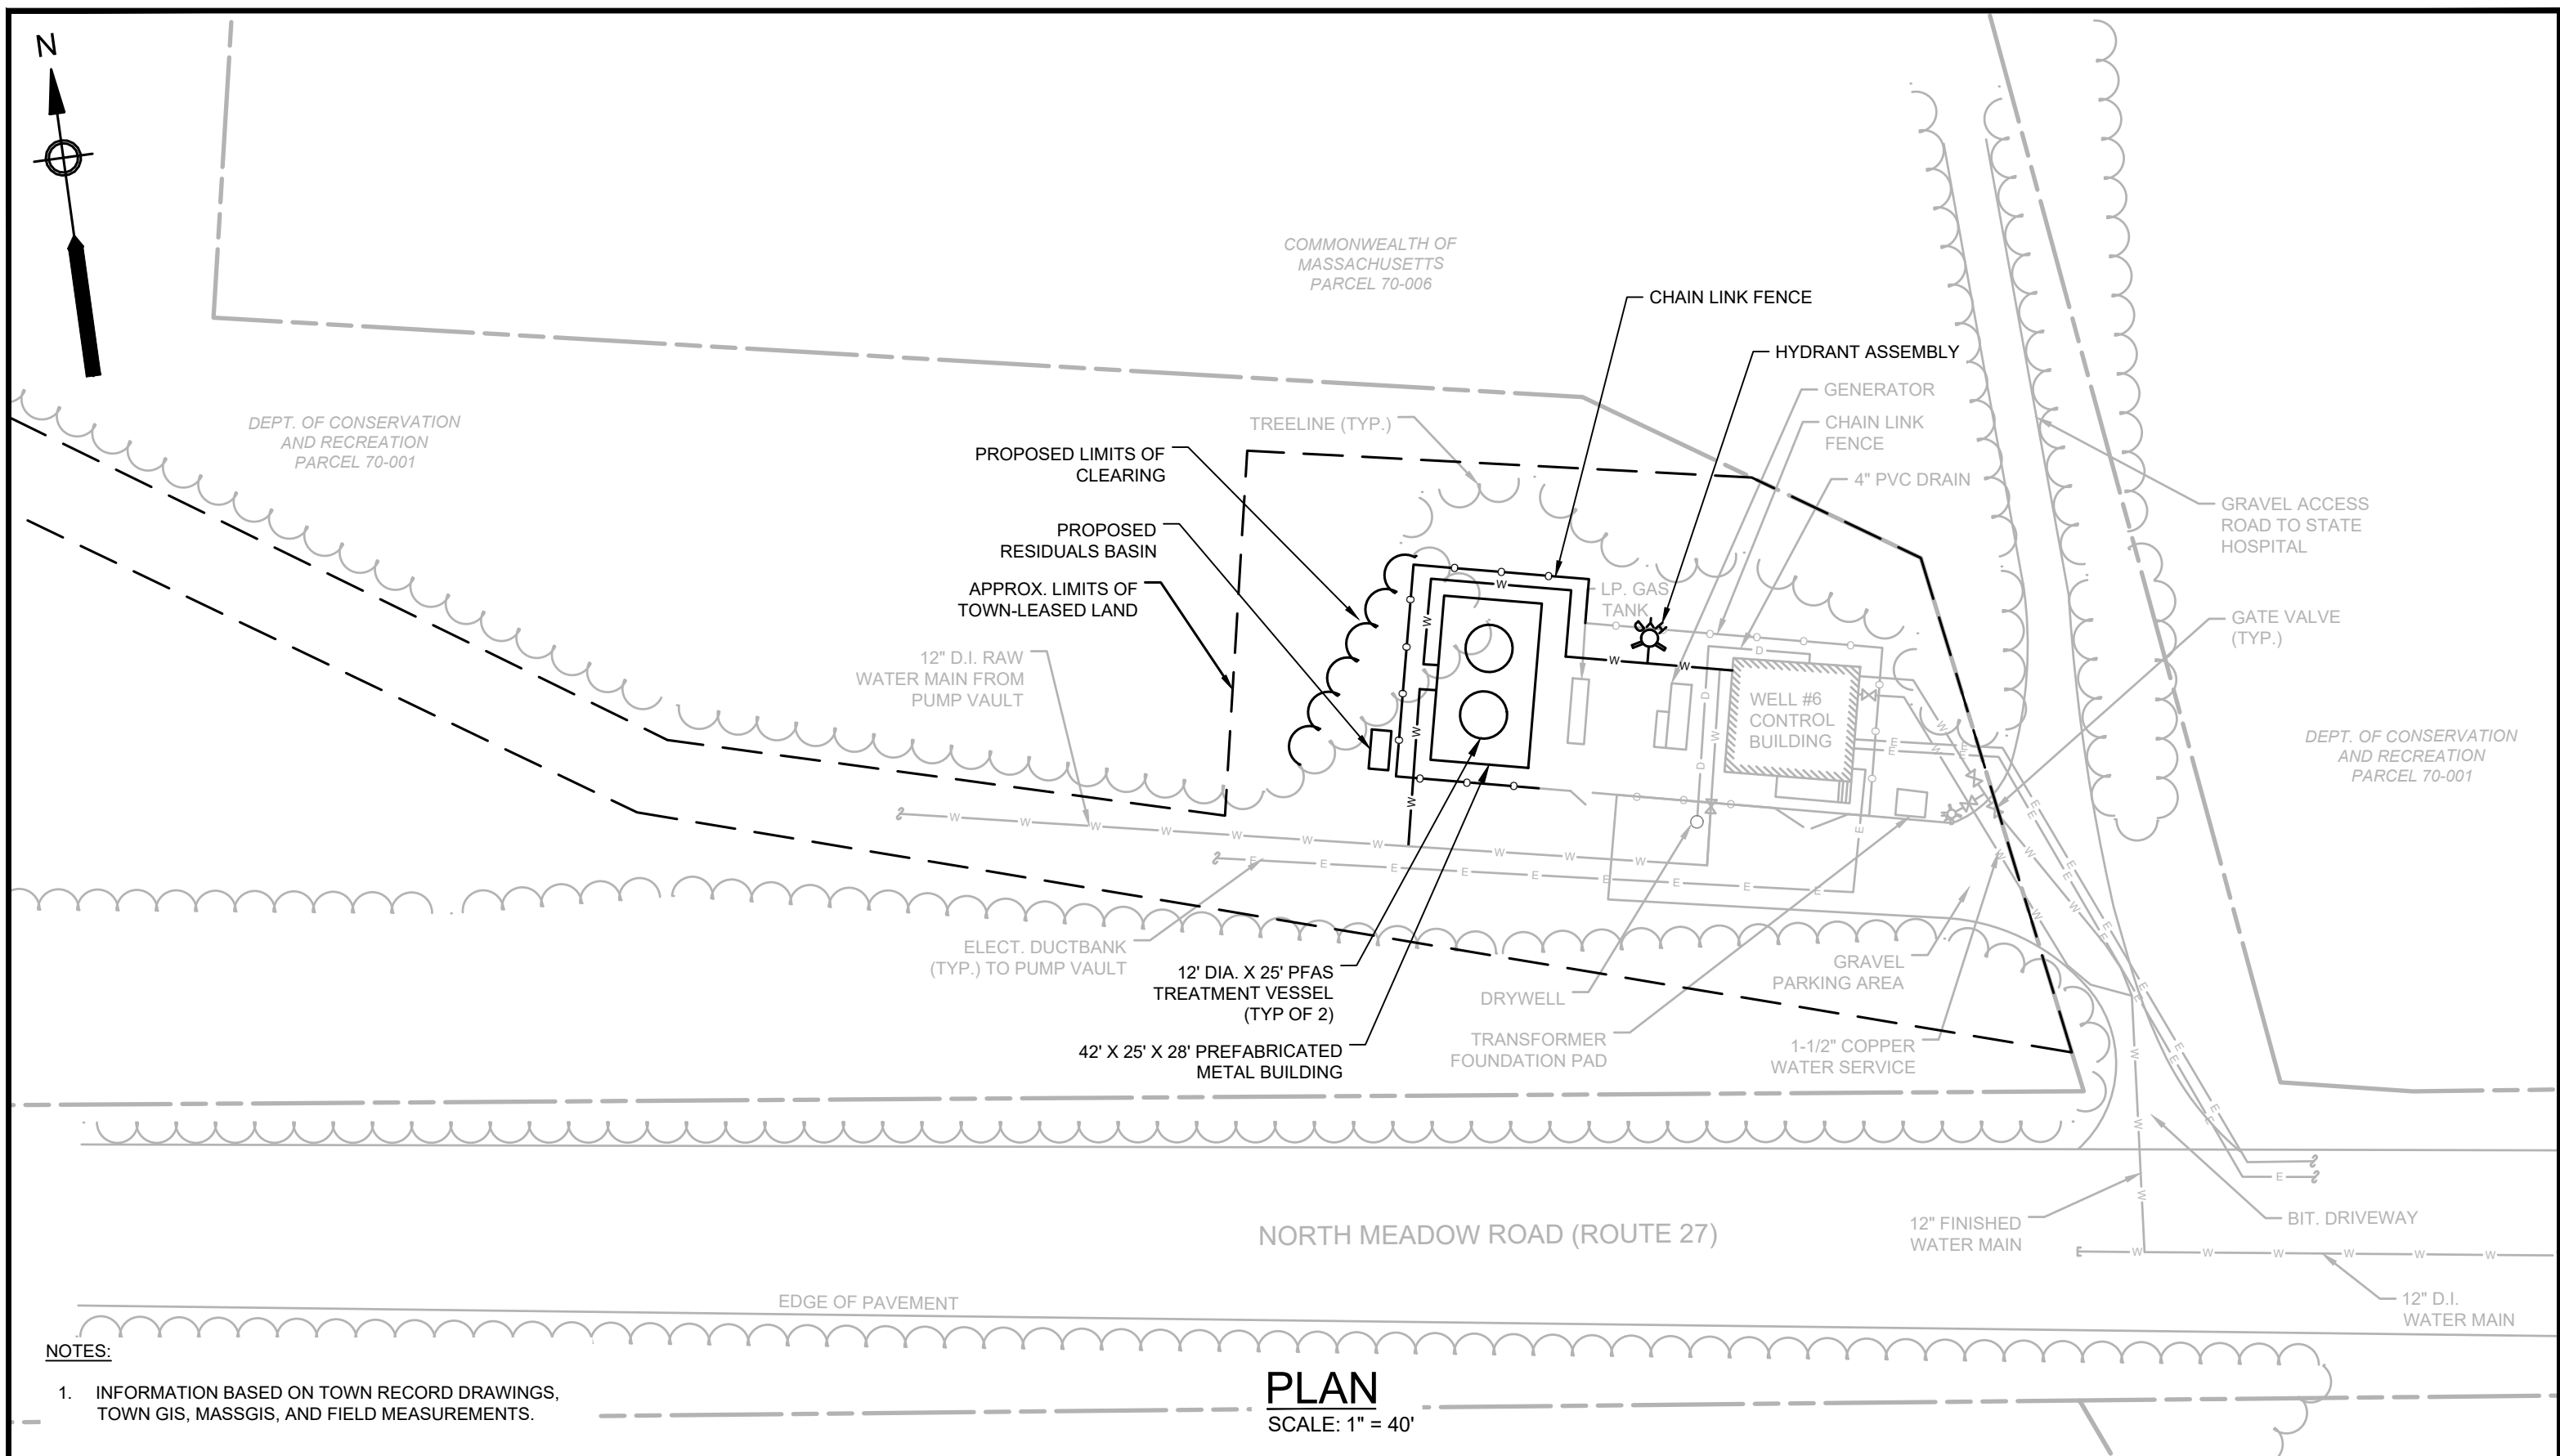 N
COMMONWEALTH OF
MASSACHUSETTS
PARCEL 70-006
CHAIN LINK FENCE
HYDRANT ASSEMBLY
GENERATOR
CHAIN LINK
FENCE
4" PVC DRAIN
TREELINE (TYP.)
DEPT. OF CONSERVATION
AND RECREATION
PARCEL 70-001
PROPOSED LIMITS OF
CLEARING
PROPOSED
RESIDUALS BASIN
APPROX. LIMITS OF
TOWN-LEASED LAND
12" D.I. RAW
WATER MAIN FROM
PUMP VAULT
LP. GAS
TANK
WELL #6
CONTROL
BUILDING
GRAVEL ACCESS
ROAD TO STATE
HOSPITAL
GATE VALVE
(TYP.)
DEPT. OF CONSERVATION
AND RECREATION
PARCEL 70-001
ELECT. DUCTBANK
(TYP.) TO PUMP VAULT
12' DIA. X 25' PFAS
TREATMENT VESSEL
(TYP OF 2)
42' X 25' X 28' PREFABRICATED
METAL BUILDING
DRYWELL
TRANSFORMER
FOUNDATION PAD
GRAVEL
PARKING AREA
1-1/2" COPPER
WATER SERVICE
NORTH MEADOW ROAD (ROUTE 27)
12" FINISHED
WATER MAIN
BIT. DRIVEWAY
12" D.I.
WATER MAIN
EDGE OF PAVEMENT
NOTES:
1. INFORMATION BASED ON TOWN RECORD DRAWINGS,
TOWN GIS, MASSGIS, AND FIELD MEASUREMENTS.
PLAN
SCALE: 1" = 40'